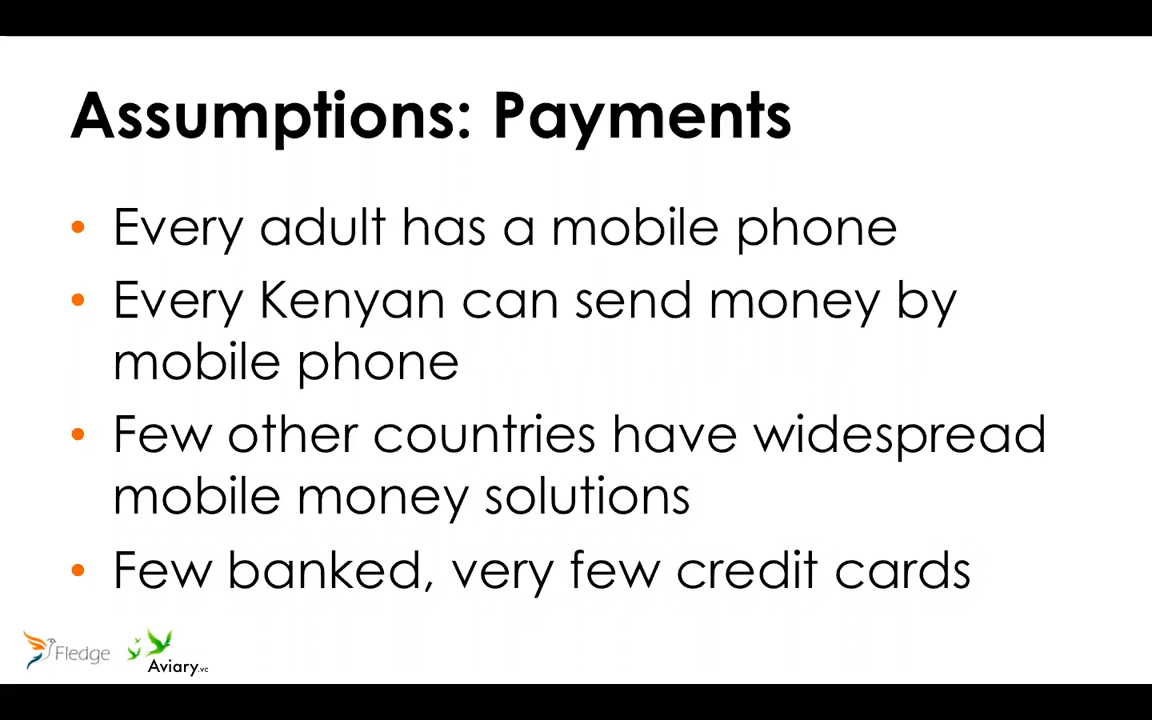 Assumptions: Payments
• Every adult has a mobile phone
• Every Kenyan can send money by
mobile phone
• Few other countries have widespread
mobile money solutions
• Few banked, very few credit cards
Fledge
Aviary.vc